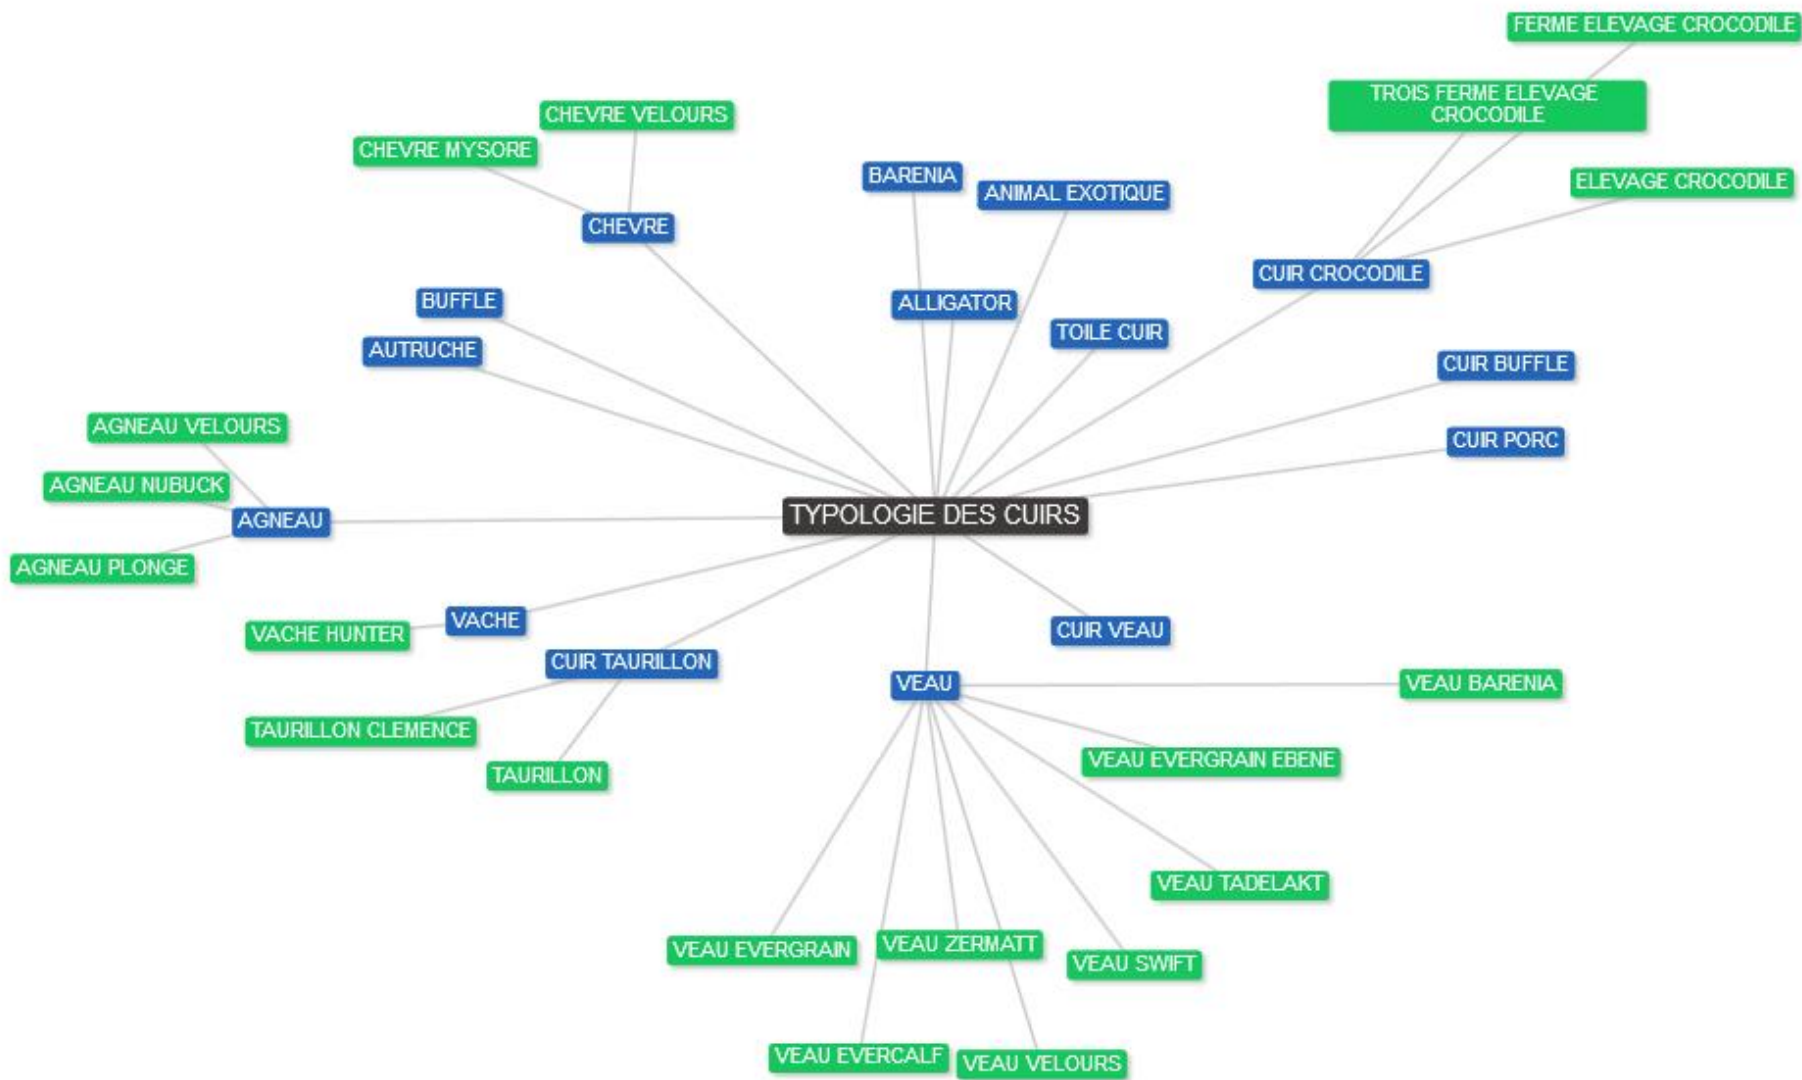 FERME ELEVAGE CROCODILE
TROIS FERME ELEVAGE
CROCODILE
CHEVRE VELOURS
CHEVRE MYSORE
BARENIA
ELEVAGE CROCODILE
ANIMAL EXOTIQUE
CHEVRE
CUIR CROCODILE
BUFFLE
ALLIGATOR
TOILE CUIR
AUTRUCHE
CUIR BUFFLE
AGNEAU VELOURS
CUIR PORC
AGNEAU NUBUCK
TYPOLOGIE DES CUIRS
AGNEAU
AGNEAU PLONGE
VACHE
CUIR VEAU
VACHE HUNTER
CUIR TAURILLON
VEAU
VEAU BARENIA
TAURILLON CLEMENCE
VEAU EVERGRAIN EBENE
TAURILLON
VEAU TADELAKT
VEAU EVERGRAIN
VEAU ZERMATT
VEAU SWIFT
VEAU EVERCALF
VEAU VELOURS